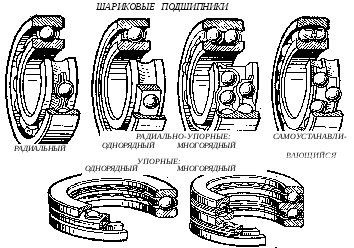 ШАРИКОВЫЕ ПОДШИПНИКИ
РАДИАЛЬНЫЙ
РАДИАЛЬНО-УПОРНЫЕ:
ОДНОРЯДНЫЙ МНОГОРЯДНЫЙ
САМОУСТАНАВЛИ-
ВАЮЩИЙСЯ
УПОРНЫЕ:
ОДНОРЯДНЫЙ МНОГОРЯДНЫЙ